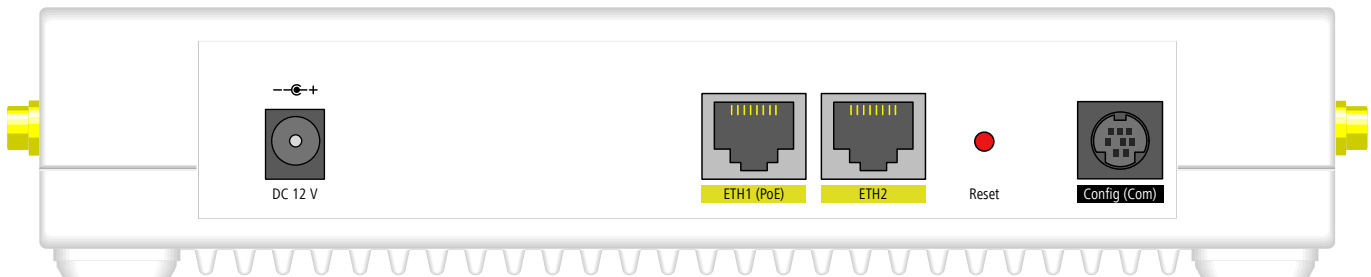 DC 12 V
ETH1 (PoE)
ETH2
Reset
Config (Com)